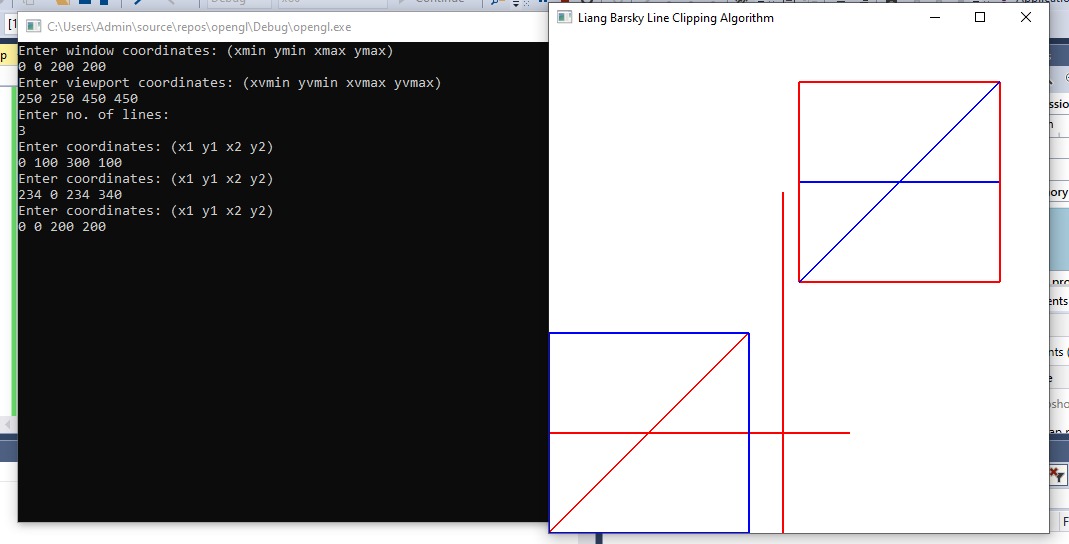 C:\Users\Admin\source\repos\opengl\Debug\opengl.exe
Enter window coordinates: (xmin ymin xmax ymax)
0 0 200 200
Enter viewport coordinates: (xvmin yvmin xvmax yvmax)
250 250 450 450
Enter no. of lines:
3
Enter coordinates: (x1 y1 x2 y2)
0 100 300 100
Enter coordinates: (x1 y1 x2 y2)
234 0 234 340
Enter coordinates: (x1 y1 x2 y2)
0 0 200 200
Liang Barsky Line Clipping Algorithm